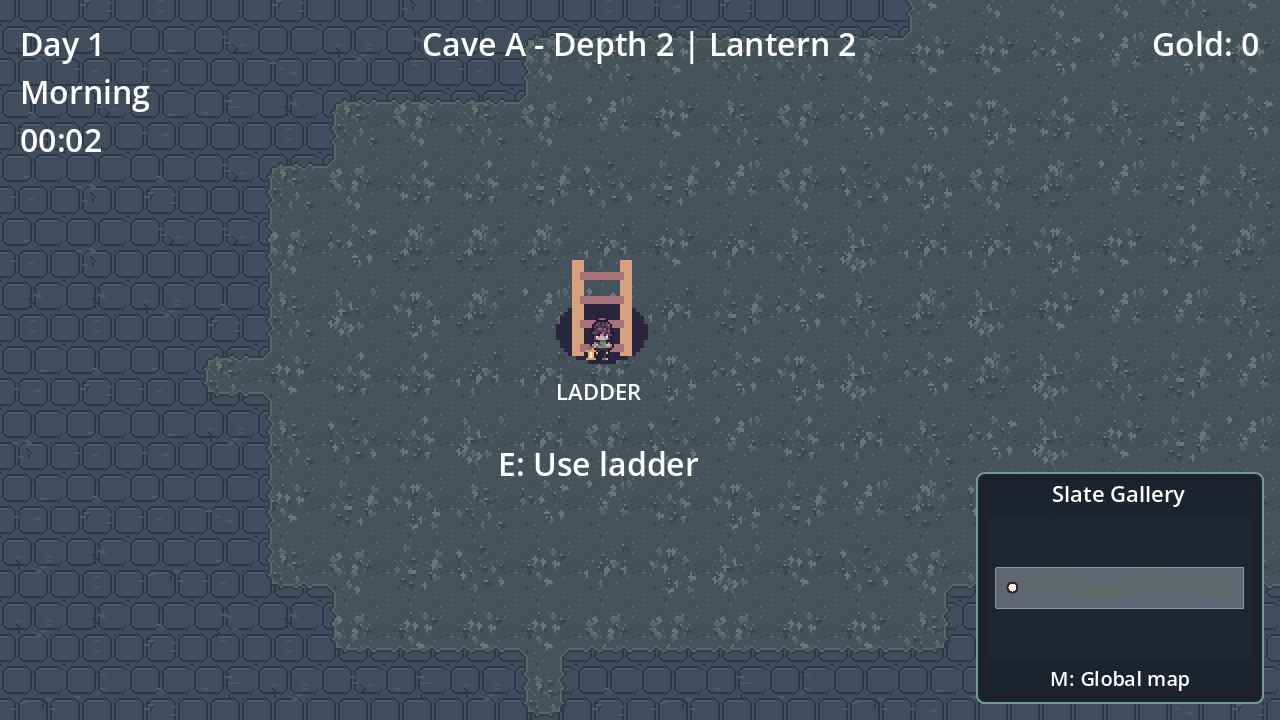 Day 1
Morning
00:02
Cave A - Depth 2 | Lantern 2
Gold: 0
LADDER
E: Use ladder
Slate Gallery
M: Global map